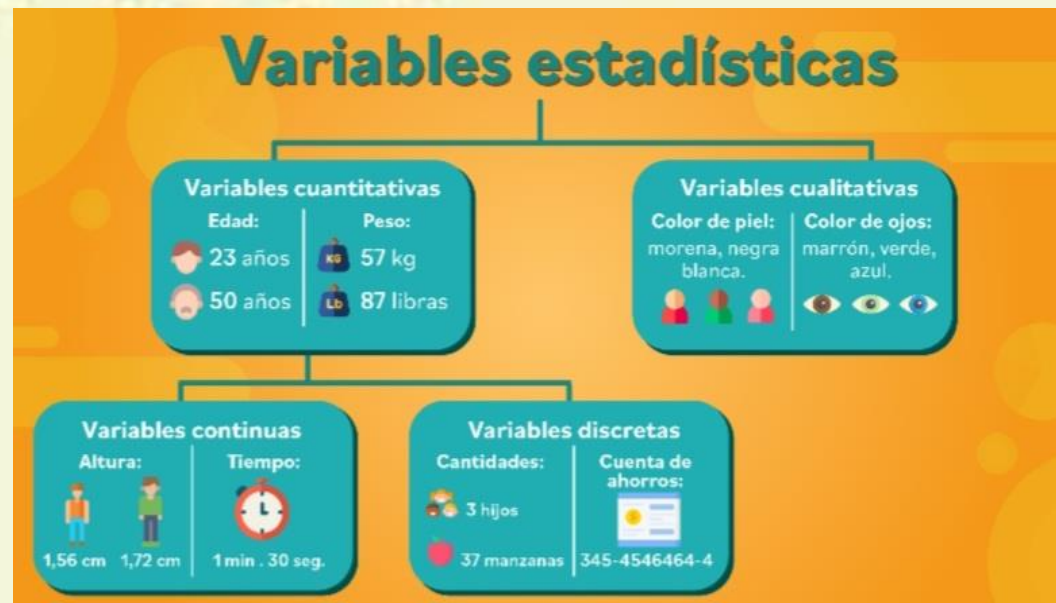 Variables estadísticas
Variables cuantitativas
Edad:
23 años
50 años
Peso:
KG 57 kg
Lb 87 libras
Variables cualitativas
Color de piel:
morena, negra
blanca.
Color de ojos:
marrón, verde,
azul.
Variables continuas
Altura:
1,56 cm 1,72 cm
Tiempo:
1 min . 30 seg.
Variables discretas
Cantidades:
3 hijos
37 manzanas
Cuenta de
ahorros:
345-4546464-4